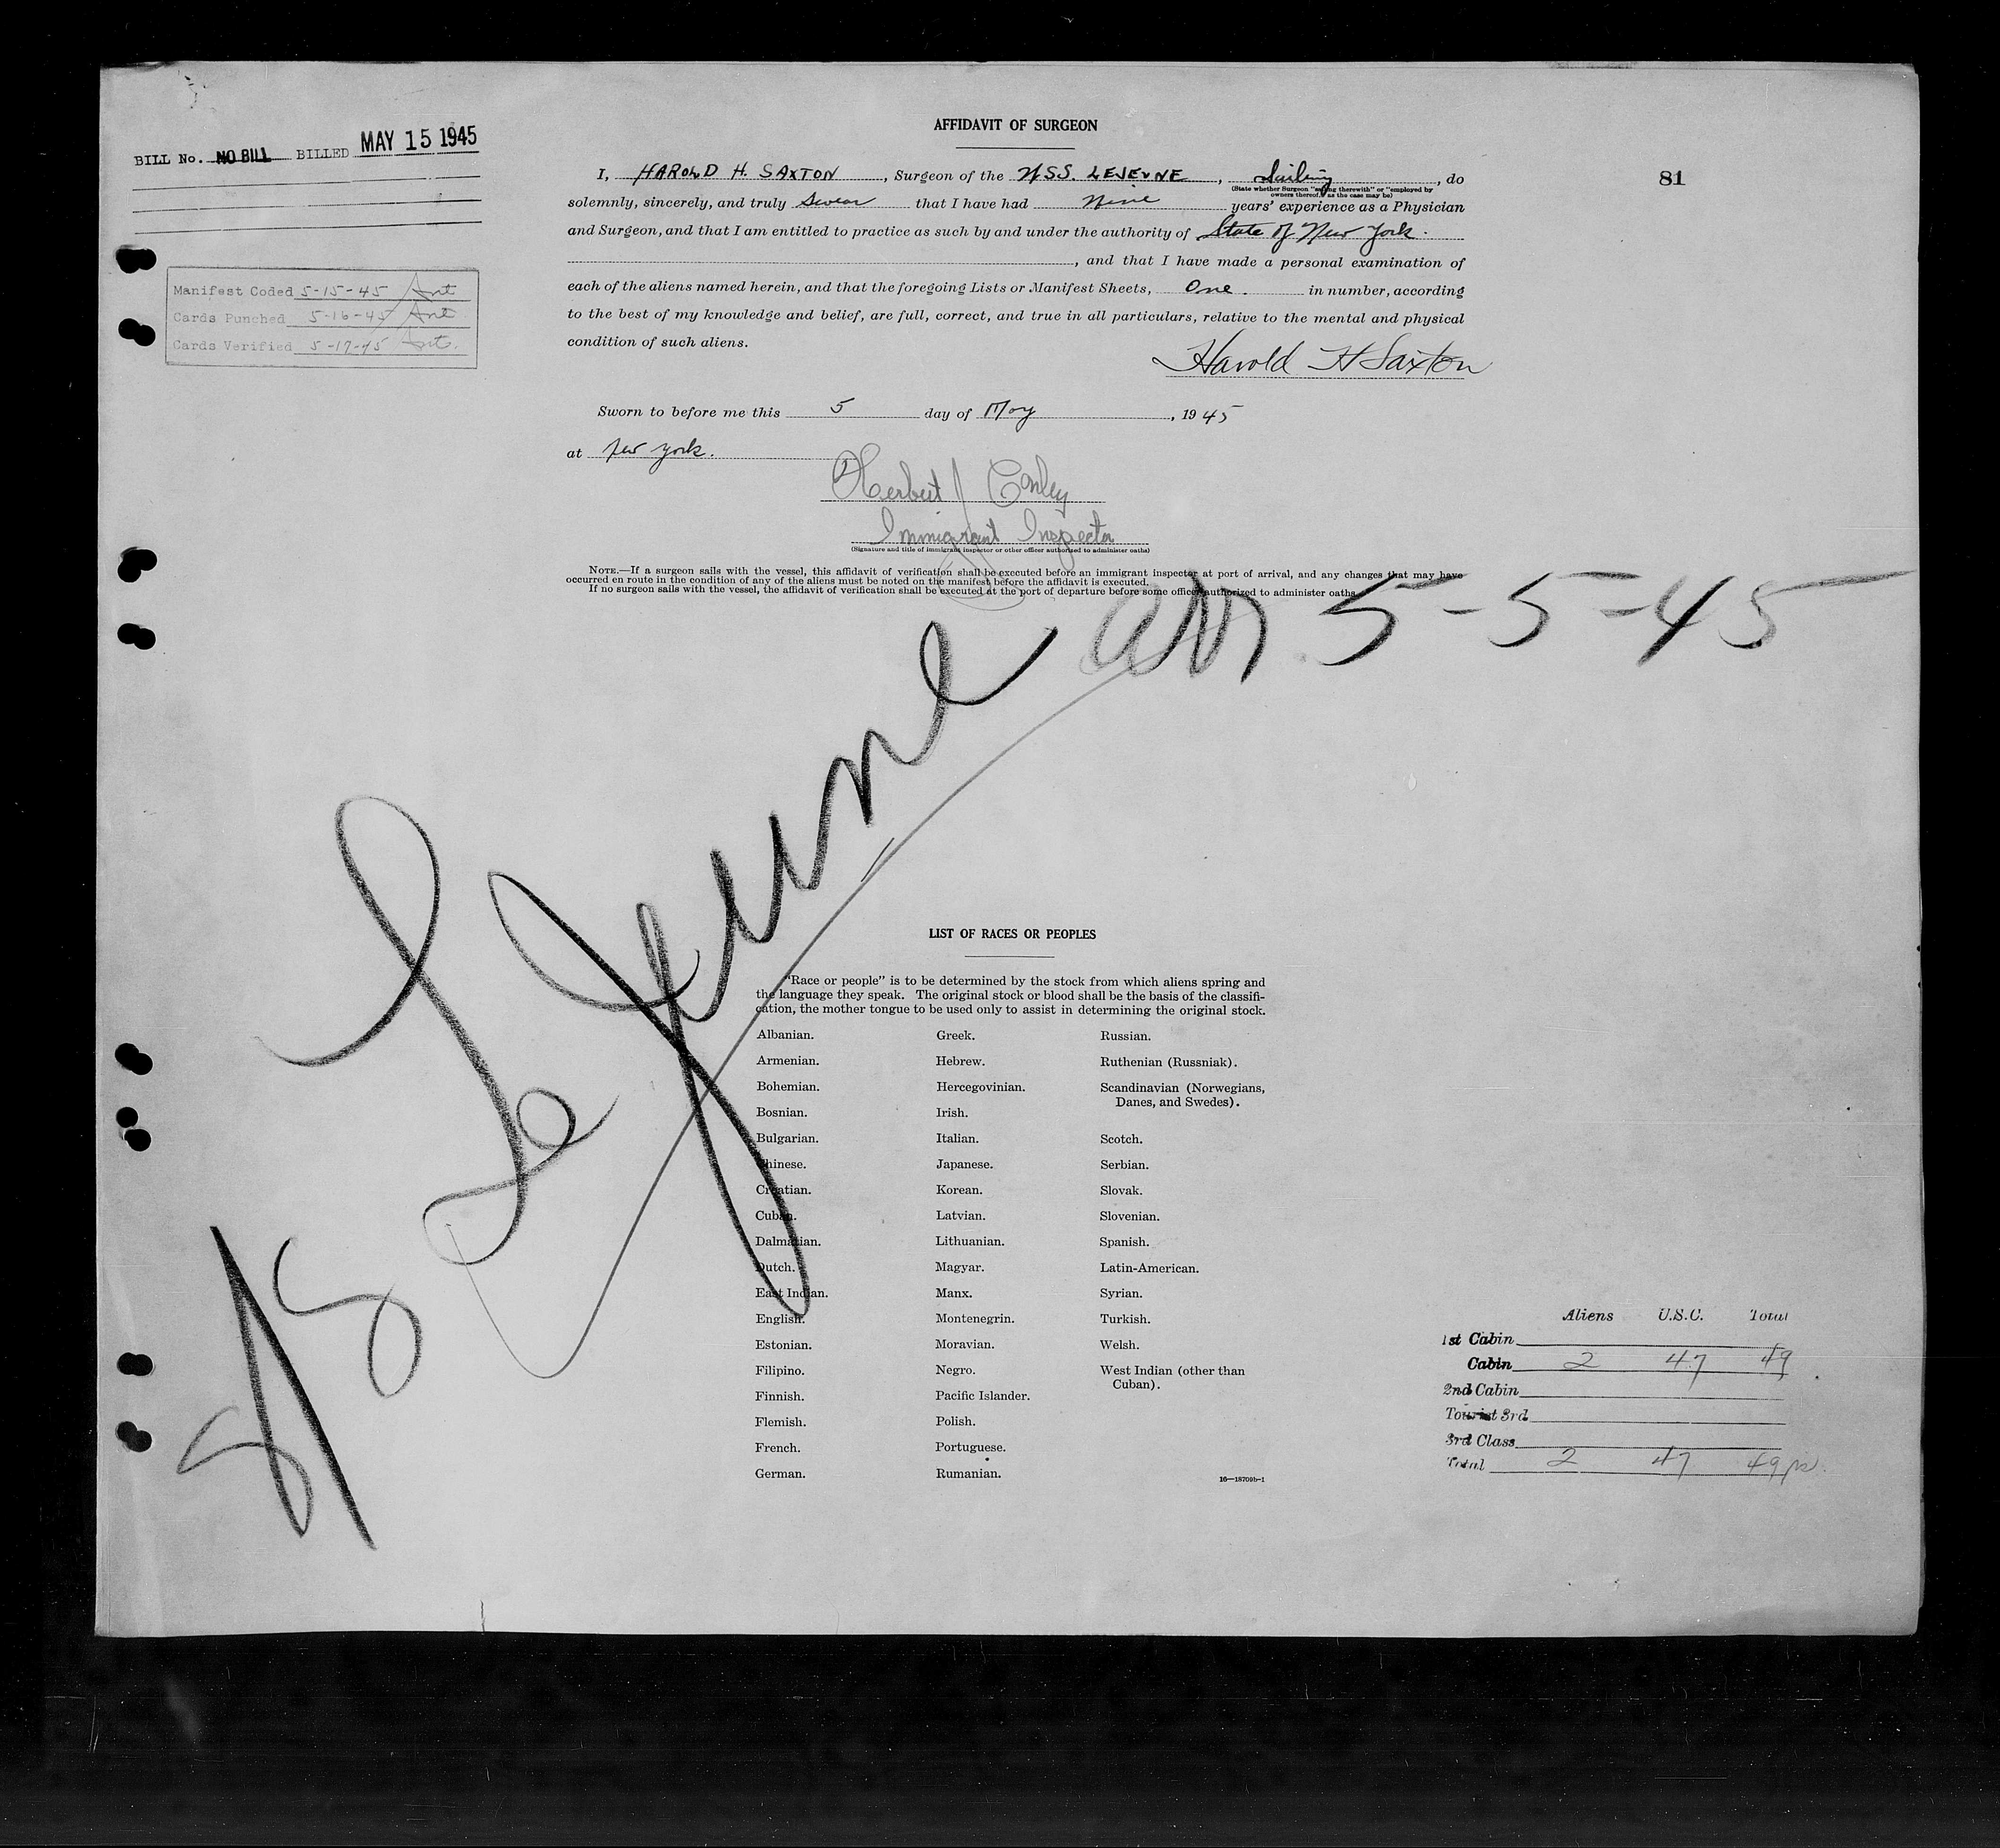 BILL No. NO BILL BILLED MAY 15 1945
Manifest Coded 5-15-45
Cards Punched 5-16-45
Cards Verified 5-17-45
81
AFFIDAVIT OF SURGEON
I, HAROLD H. SAXTON, Surgeon of the USS. LEJEUNE, Sailing, do
(State whether Surgeon "sailing therewith" or "employed by
owners thereof," as the case may be)
solemnly, sincerely, and truly Swear that I have had Nine years' experience as a Physician
and Surgeon, and that I am entitled to practice as such by and under the authority of State of New York.
, and that I have made a personal examination of
each of the aliens named herein, and that the foregoing Lists or Manifest Sheets, One. in number, according
to the best of my knowledge and belief, are full, correct, and true in all particulars, relative to the mental and physical
condition of such aliens.
Harold H Saxton
Sworn to before me this 5 day of May, 1945
at New York.
Herbert J Conley
Immigrant Inspector
(Signature and title of immigrant inspector or other officer authorized to administer oaths)
NOTE.—If a surgeon sails with the vessel, this affidavit of verification shall be executed before an immigrant inspector at port of arrival, and any changes that may have
occurred en route in the condition of any of the aliens must be noted on the manifest before the affidavit is executed.
If no surgeon sails with the vessel, the affidavit of verification shall be executed at the port of departure before some officer authorized to administer oaths.
SS LeJeune arr 5-5-45
LIST OF RACES OR PEOPLES
"Race or people" is to be determined by the stock from which aliens spring and
the language they speak. The original stock or blood shall be the basis of the classifi-
cation, the mother tongue to be used only to assist in determining the original stock.
Albanian.
Armenian.
Bohemian.
Bosnian.
Bulgarian.
Chinese.
Croatian.
Cuban.
Dalmatian.
Dutch.
East Indian.
English.
Estonian.
Filipino.
Finnish.
Flemish.
French.
German.
Greek.
Hebrew.
Hercegovinian.
Irish.
Italian.
Japanese.
Korean.
Latvian.
Lithuanian.
Magyar.
Manx.
Montenegrin.
Moravian.
Negro.
Pacific Islander.
Polish.
Portuguese.
Rumanian.
Russian.
Ruthenian (Russniak).
Scandinavian (Norwegians,
Danes, and Swedes).
Scotch.
Serbian.
Slovak.
Slovenian.
Spanish.
Latin-American.
Syrian.
Turkish.
Welsh.
West Indian (other than
Cuban).
16—18709b-1
Aliens U.S.C. Total
1st Cabin
Cabin 2 47 49
2nd Cabin
Tourist 3rd
3rd Class
Total 2 47 49